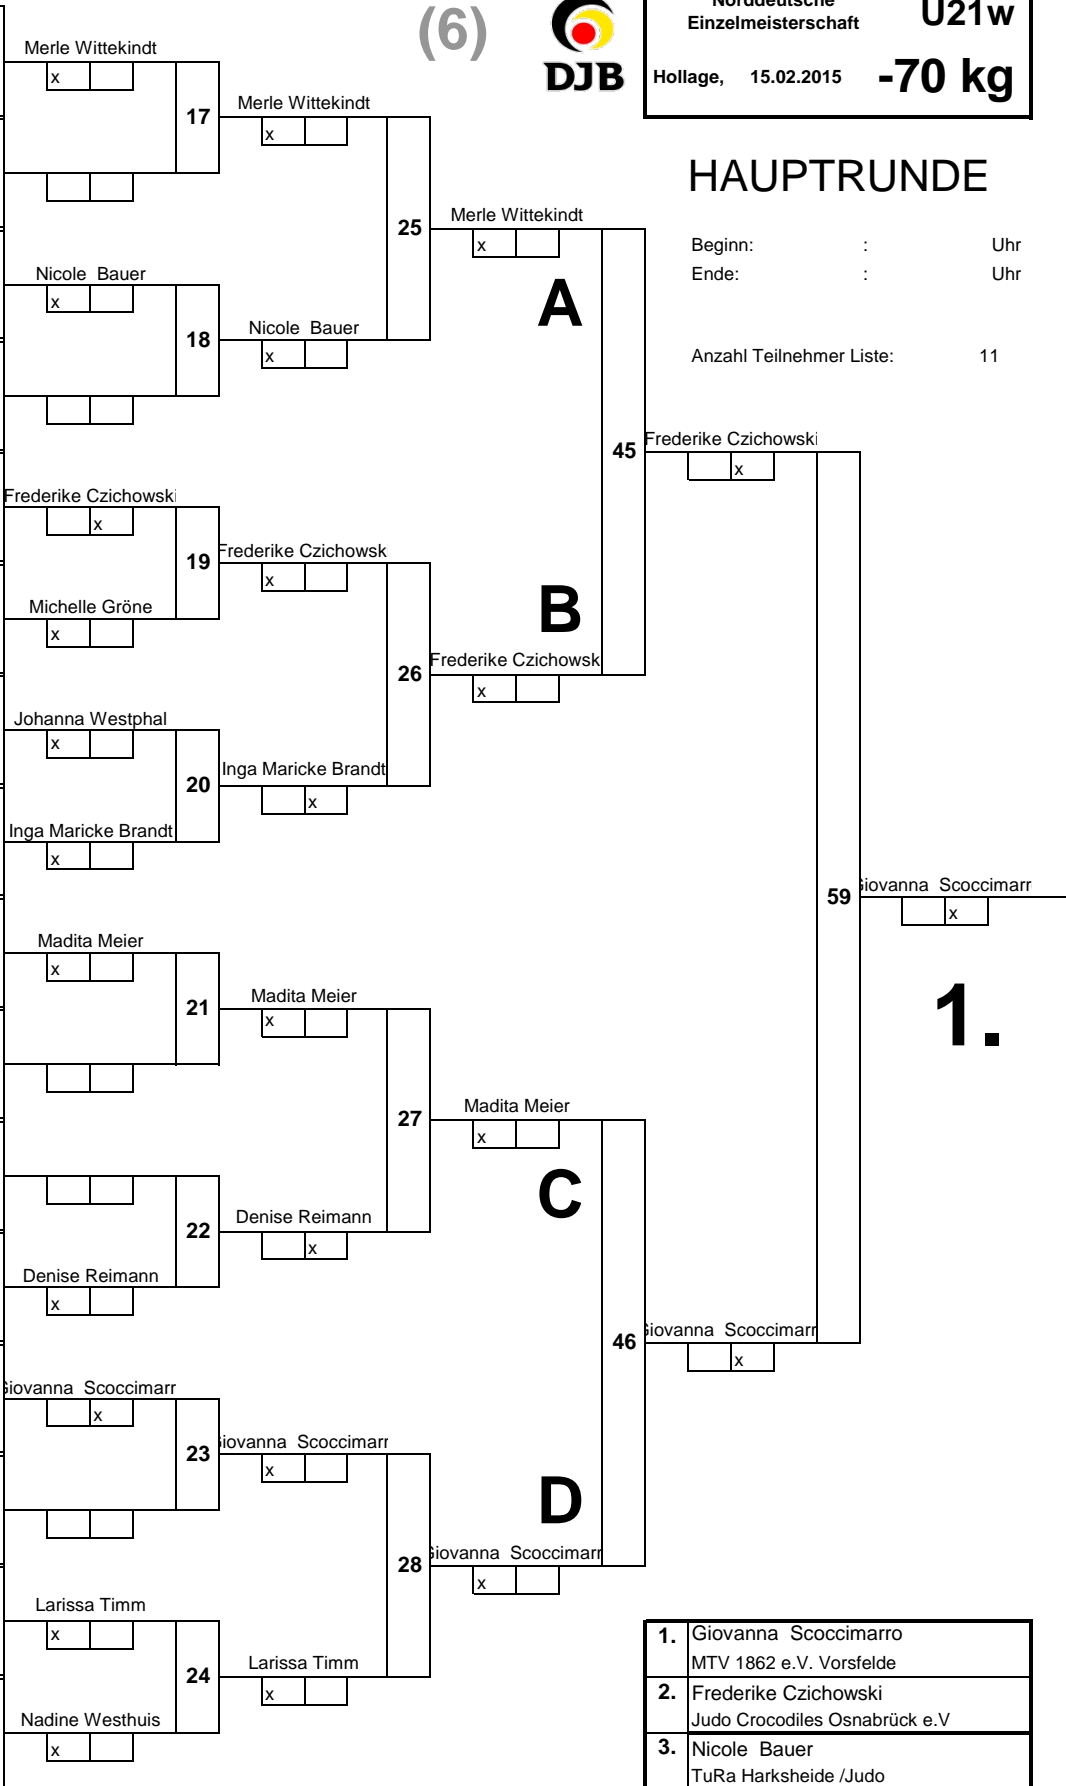 (6)
DJB
Norddeutsche
Einzelmeisterschaft
U21w
Hollage, 15.02.2015 -70 kg
HAUPTRUNDE
Beginn: : Uhr
Ende: : Uhr
Anzahl Teilnehmer Liste: 11
Merle Wittekindt
x
17
Merle Wittekindt
x
25
Merle Wittekindt
x
A
Nicole Bauer
x
18
Nicole Bauer
x
45
Frederike Czichowski
x
Frederike Czichowski
x
19
Frederike Czichowsk
x
B
Michelle Gröne
x
26
Frederike Czichowsk
x
Johanna Westphal
x
20
Inga Maricke Brandt
x
Inga Maricke Brandt
x
59
Giovanna Scoccimarr
x
1.
Madita Meier
x
21
Madita Meier
x
27
Madita Meier
x
C
22
Denise Reimann
x
Denise Reimann
x
46
Giovanna Scoccimarr
x
Giovanna Scoccimarr
x
23
Giovanna Scoccimarr
x
D
28
Giovanna Scoccimarr
x
Larissa Timm
x
24
Larissa Timm
x
Nadine Westhuis
x
1. Giovanna Scoccimarro
MTV 1862 e.V. Vorsfelde
2. Frederike Czichowski
Judo Crocodiles Osnabrück e.V
3. Nicole Bauer
TuRa Harksheide /Judo